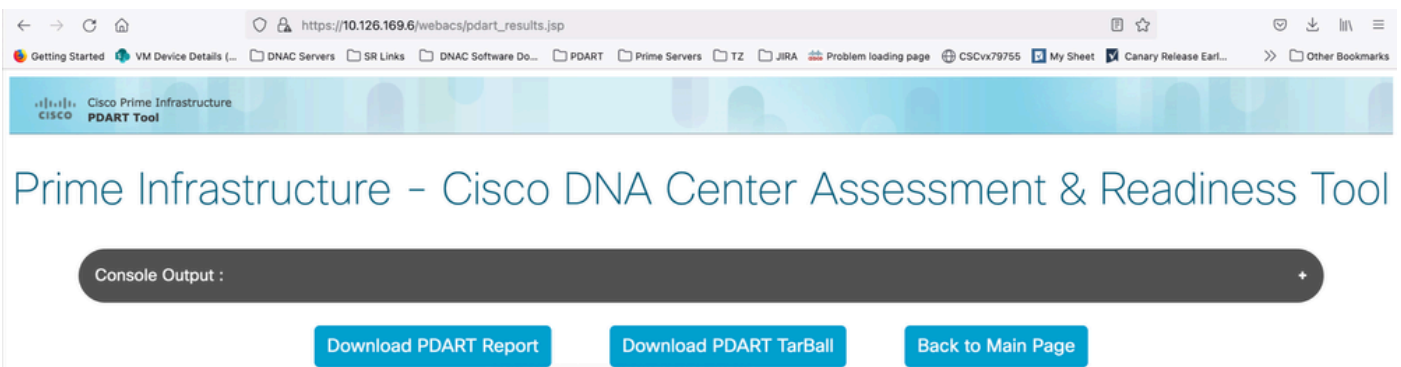 https://10.126.169.6/webacs/pdart_results.jsp
Getting Started VM Device Details (... DNAC Servers SR Links DNAC Software Do... PDART Prime Servers TZ JIRA Problem loading page CSCvx79755 My Sheet Canary Release Earl... Other Bookmarks
Cisco Prime Infrastructure
CISCO PDART Tool
Prime Infrastructure - Cisco DNA Center Assessment & Readiness Tool
Console Output : +
Download PDART Report Download PDART TarBall Back to Main Page